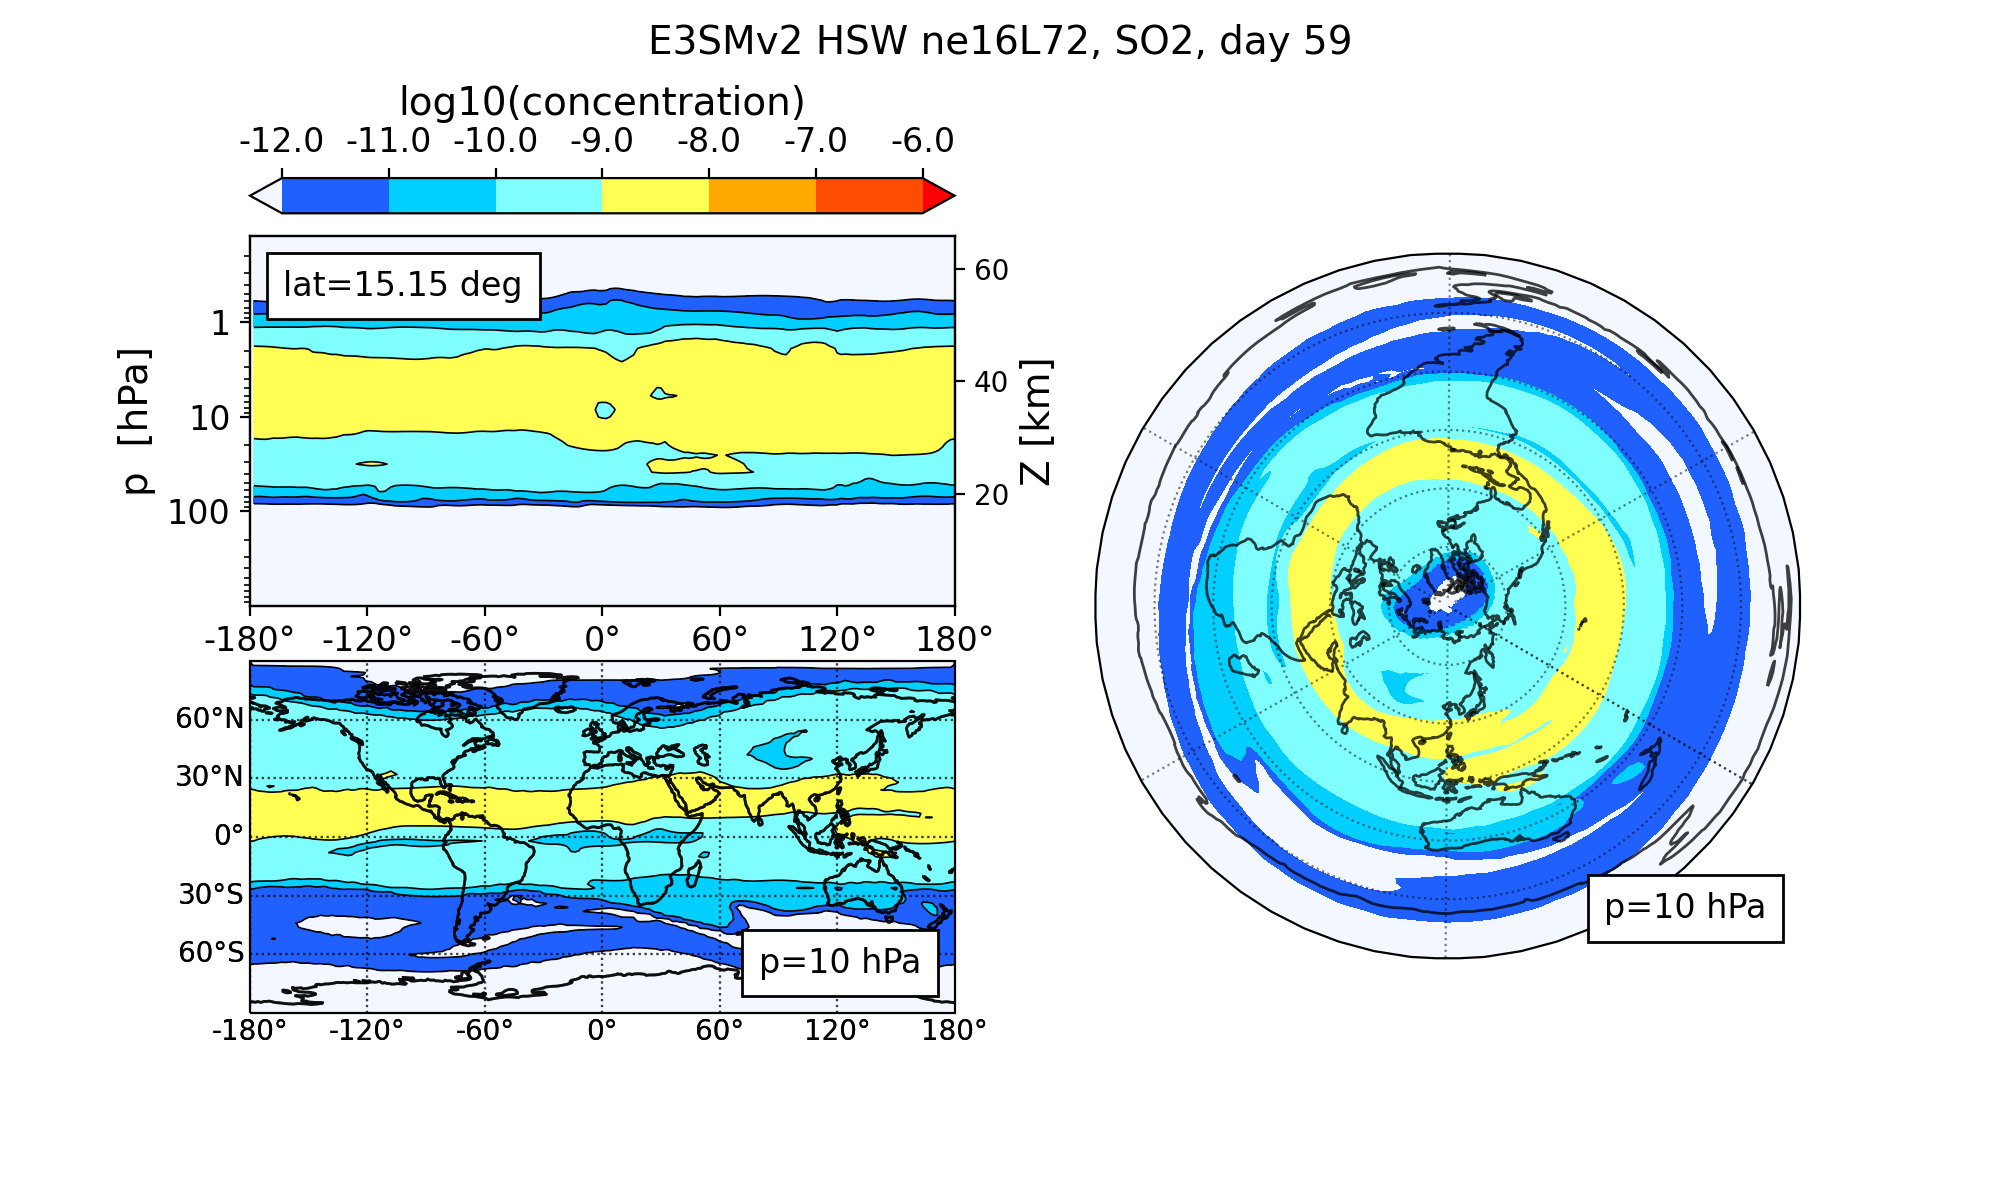 E3SMv2 HSW ne16L72, SO2, day 59
log10(concentration)
-12.0 -11.0 -10.0 -9.0 -8.0 -7.0 -6.0
lat=15.15 deg
p [hPa]
1
10
100
60
40
20
Z [km]
-180° -120° -60° 0° 60° 120° 180°
60°N
30°N
0°
30°S
60°S
p=10 hPa
-180° -120° -60° 0° 60° 120° 180°
p=10 hPa